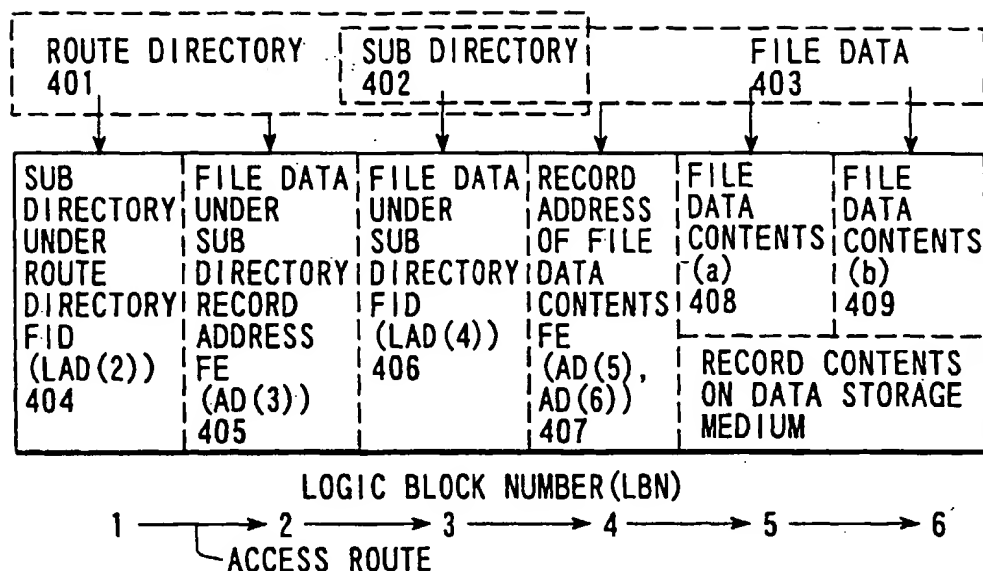 ROUTE DIRECTORY
401
SUB DIRECTORY
402
FILE DATA
403
SUB
DIRECTORY
UNDER
ROUTE
DIRECTORY
FID
(LAD(2))
404
FILE DATA
UNDER
SUB
DIRECTORY
RECORD
ADDRESS
FE
(AD(3))
405
FILE DATA
UNDER
SUB
DIRECTORY
FID
(LAD(4))
406
RECORD
ADDRESS
OF FILE
DATA
CONTENTS
FE
(AD(5),
AD(6))
407
FILE
DATA
CONTENTS
(a)
408
FILE
DATA
CONTENTS
(b)
409
RECORD CONTENTS
ON DATA STORAGE
MEDIUM
LOGIC BLOCK NUMBER(LBN)
1 2 3 4 5 6
ACCESS ROUTE